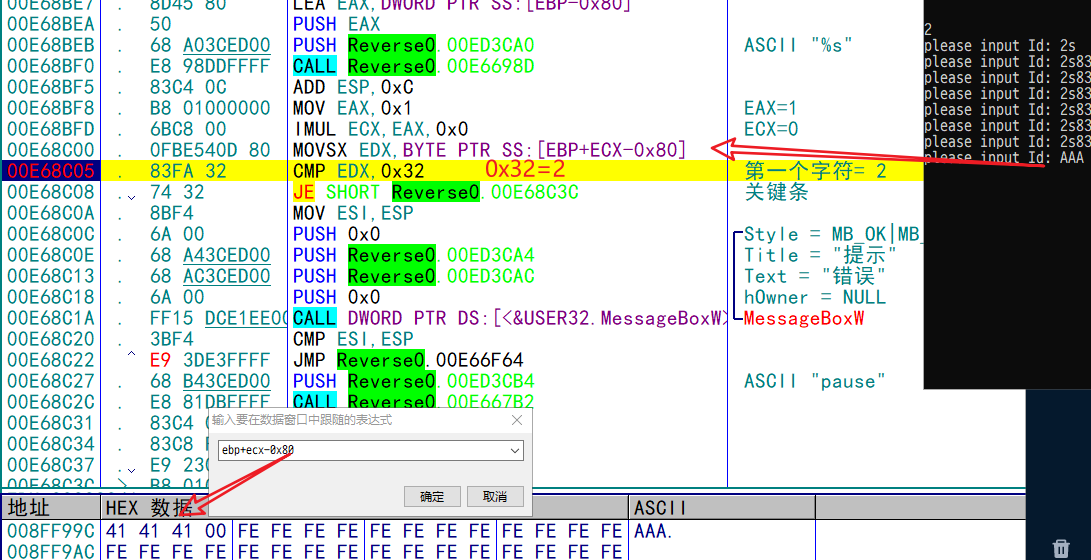 00E68BE7 . 8D45 80 LEA EAX,DWORD PTR SS:[EBP-0x80]
00E68BEA . 50 PUSH EAX
00E68BEB . 68 A03CED00 PUSH Reverse0.00ED3CA0 ASCII "%s"
00E68BF0 . E8 98DDFFFF CALL Reverse0.00E6698D
00E68BF5 . 83C4 0C ADD ESP,0xC
00E68BF8 . B8 01000000 MOV EAX,0x1 EAX=1
00E68BFD . 6BC8 00 IMUL ECX,EAX,0x0 ECX=0
00E68C00 . 0FBE540D 80 MOVSX EDX,BYTE PTR SS:[EBP+ECX-0x80]
00E68C05 . 83FA 32 CMP EDX,0x32 0x32=2 第一个字符= 2
00E68C08 . 74 32 JE SHORT Reverse0.00E68C3C 关键条
00E68C0A . 8BF4 MOV ESI,ESP
00E68C0C . 6A 00 PUSH 0x0 Style = MB_OK|MB_
00E68C0E . 68 A43CED00 PUSH Reverse0.00ED3CA4 Title = "提示"
00E68C13 . 68 AC3CED00 PUSH Reverse0.00ED3CAC Text = "错误"
00E68C18 . 6A 00 PUSH 0x0 hOwner = NULL
00E68C1A . FF15 DCE1EE00 CALL DWORD PTR DS:[<&USER32.MessageBoxW> MessageBoxW
00E68C20 . 3BF4 CMP ESI,ESP
00E68C22 . E9 3DE3FFFF JMP Reverse0.00E66F64
00E68C27 . 68 B43CED00 PUSH Reverse0.00ED3CB4 ASCII "pause"
00E68C2C . E8 81DBFFFF CALL Reverse0.00E667B2
00E68C31 . 83C4
00E68C34 . 83C8
00E68C37 . E9
00E68C3C > B8
2
please input Id: 2s
please input Id: 2s83
please input Id: 2s83
please input Id: 2s83
please input Id: 2s83
please input Id: 2s83
please input Id: 2s83
please input Id: AAA
输入要在数据窗口中跟随的表达式
ebp+ecx-0x80
确定 取消
地址 HEX 数据 ASCII
008FF99C 41 41 41 00 FE FE FE FE FE FE FE FE FE FE FE FE AAA.
008FF9AC FE FE FE FE FE FE FE FE FE FE FE FE FE FE FE FE